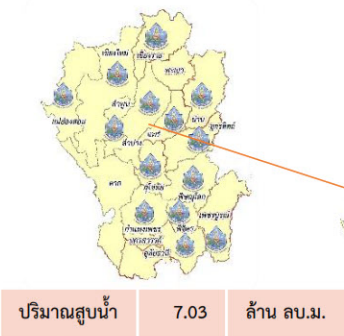 เชียงราย
เชียงใหม่
พะเยา
แม่ฮ่องสอน
ลำพูน
น่าน
ลำปาง
แพร่
อุตรดิตถ์
ตาก
สุโขทัย
พิษณุโลก
กำแพงเพชร
พิจิตร
เพชรบูรณ์
นครสวรรค์
อุทัยธานี
ปริมาณสูบน้ำ 7.03 ล้าน ลบ.ม.